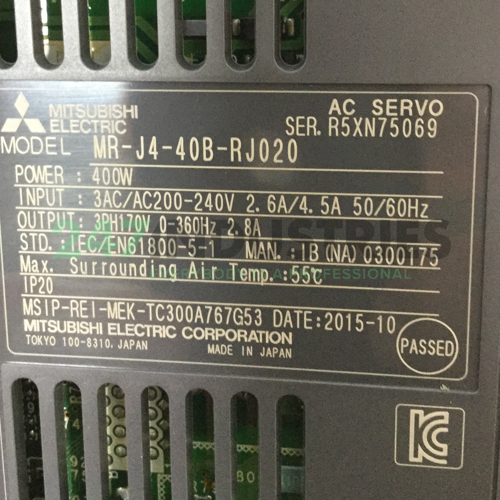 MITSUBISHI
ELECTRIC
AC SERVO
SER. R5XN75069
MODEL MR-J4-40B-RJ020
POWER : 400W
INPUT : 3AC/AC200-240V 2.6A/4.5A 50/60Hz
OUTPUT: 3PH170V 0-360Hz 2.8A
STD.: IEC/EN61800-5-1 MAN.: IB (NA) 0300175
Max. Surrounding Air Temp.: 55℃
IP20
MSIP-REI-MEK-TC300A767G53 DATE: 2015-10
MITSUBISHI ELECTRIC CORPORATION
TOKYO 100-8310, JAPAN MADE IN JAPAN
PASSED